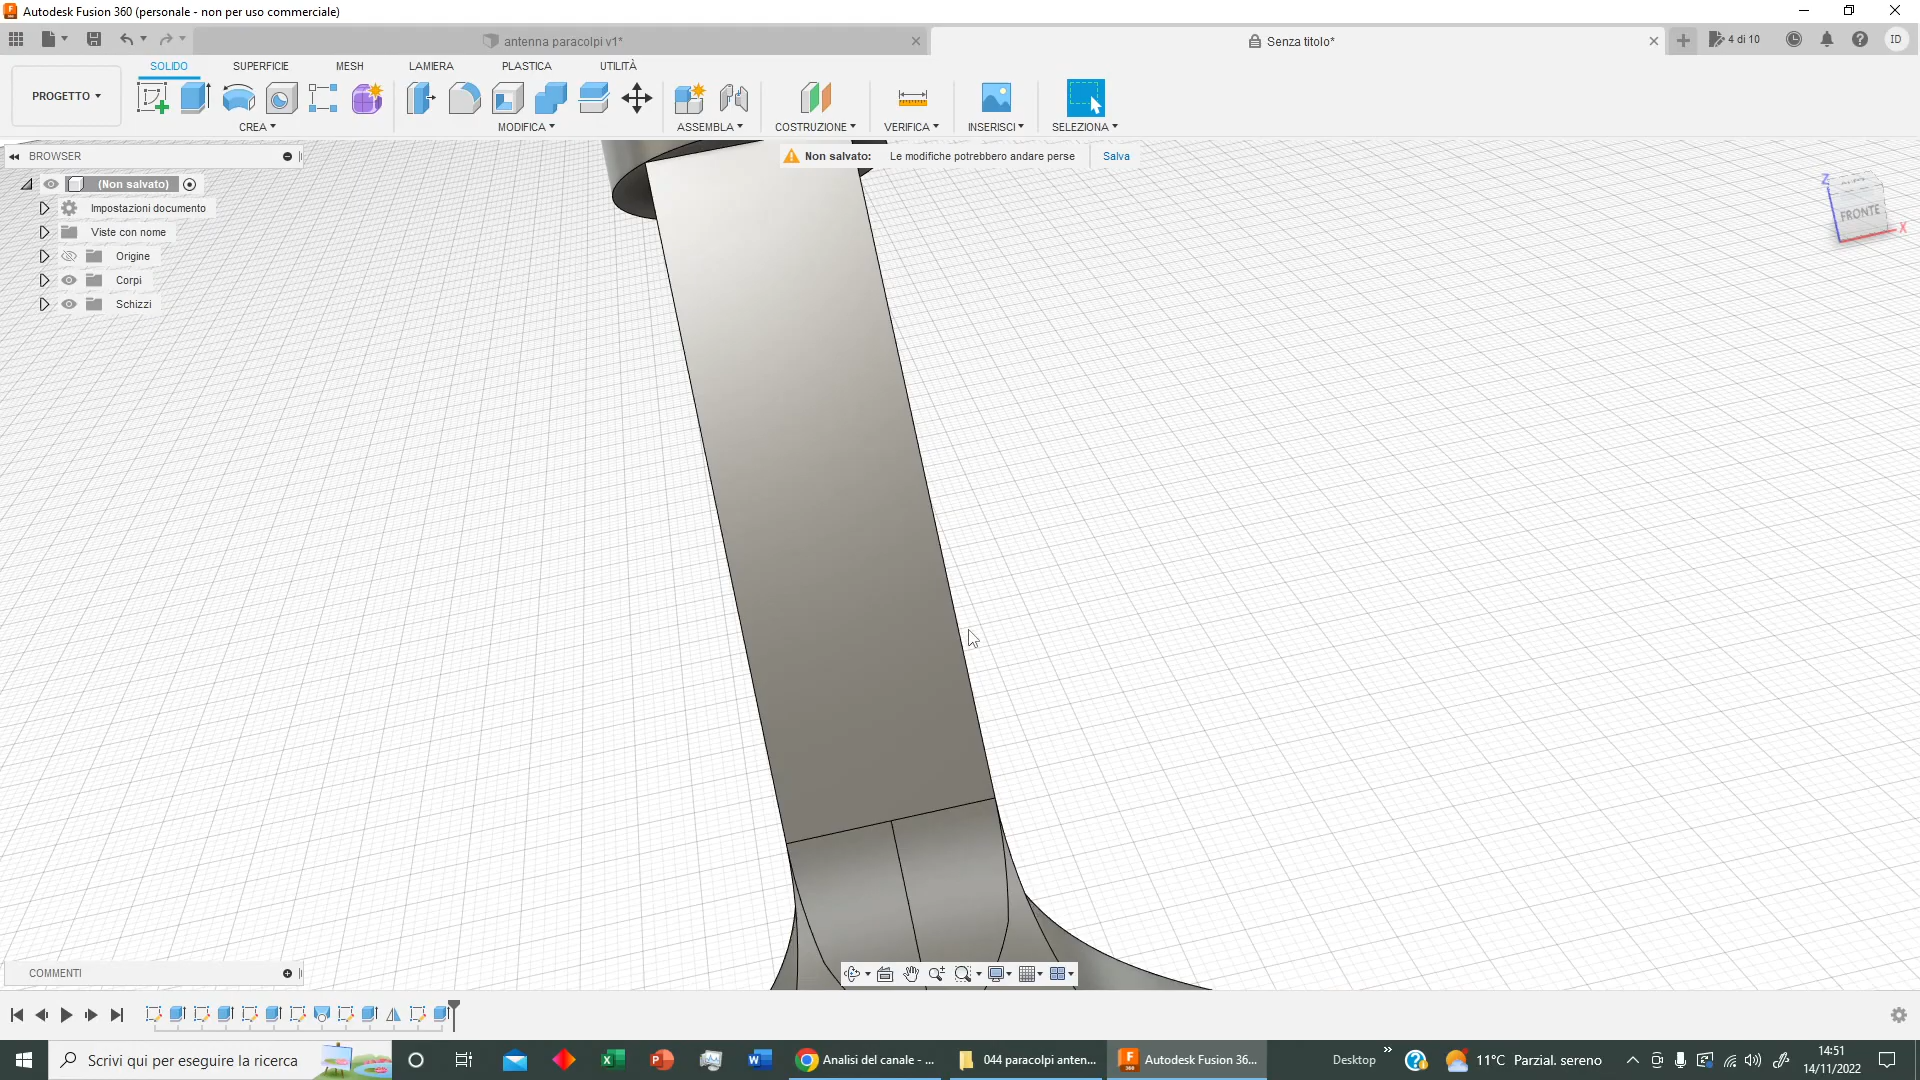 Autodesk Fusion 360 (personale - non per uso commerciale)
antenna paracolpi v1*
Senza titolo*
4 di 10
ID
PROGETTO
SOLIDO
SUPERFICIE
MESH
LAMIERA
PLASTICA
UTILITÀ
CREA
MODIFICA
ASSEMBLA
COSTRUZIONE
VERIFICA
INSERISCI
SELEZIONA
BROWSER
Non salvato: Le modifiche potrebbero andare perse Salva
(Non salvato)
Impostazioni documento
Viste con nome
Origine
Corpi
Schizzi
Z
FRONTE
X
COMMENTI
Scrivi qui per eseguire la ricerca
Analisi del canale - ...
044 paracolpi anten...
Autodesk Fusion 36...
Desktop
11°C Parzial. sereno
14:51
14/11/2022